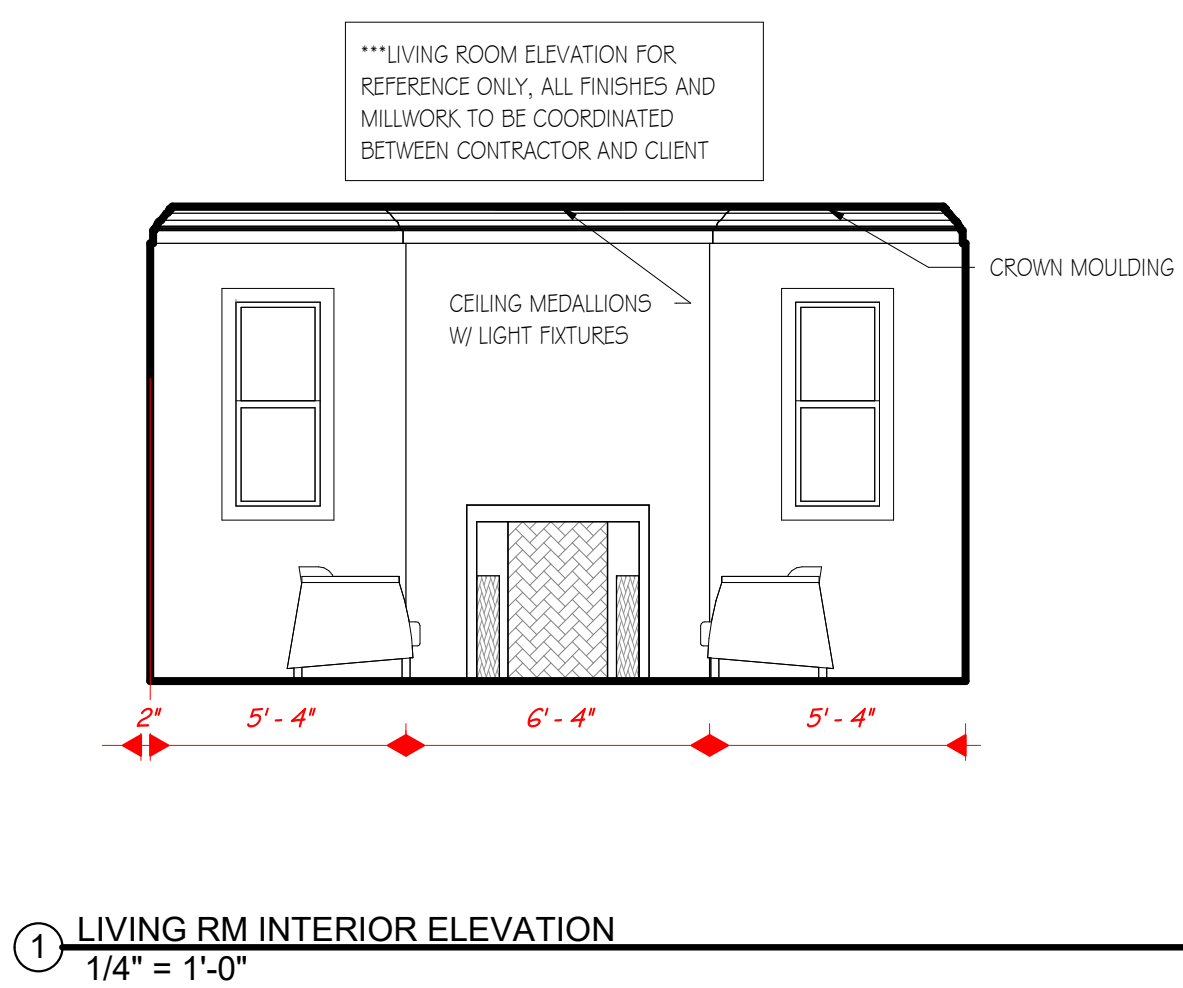 ***LIVING ROOM ELEVATION FOR
REFERENCE ONLY, ALL FINISHES AND
MILLWORK TO BE COORDINATED
BETWEEN CONTRACTOR AND CLIENT
CROWN MOULDING
CEILING MEDALLIONS
W/ LIGHT FIXTURES
2" 5' - 4" 6' - 4" 5' - 4"
1 LIVING RM INTERIOR ELEVATION
1/4" = 1'-0"